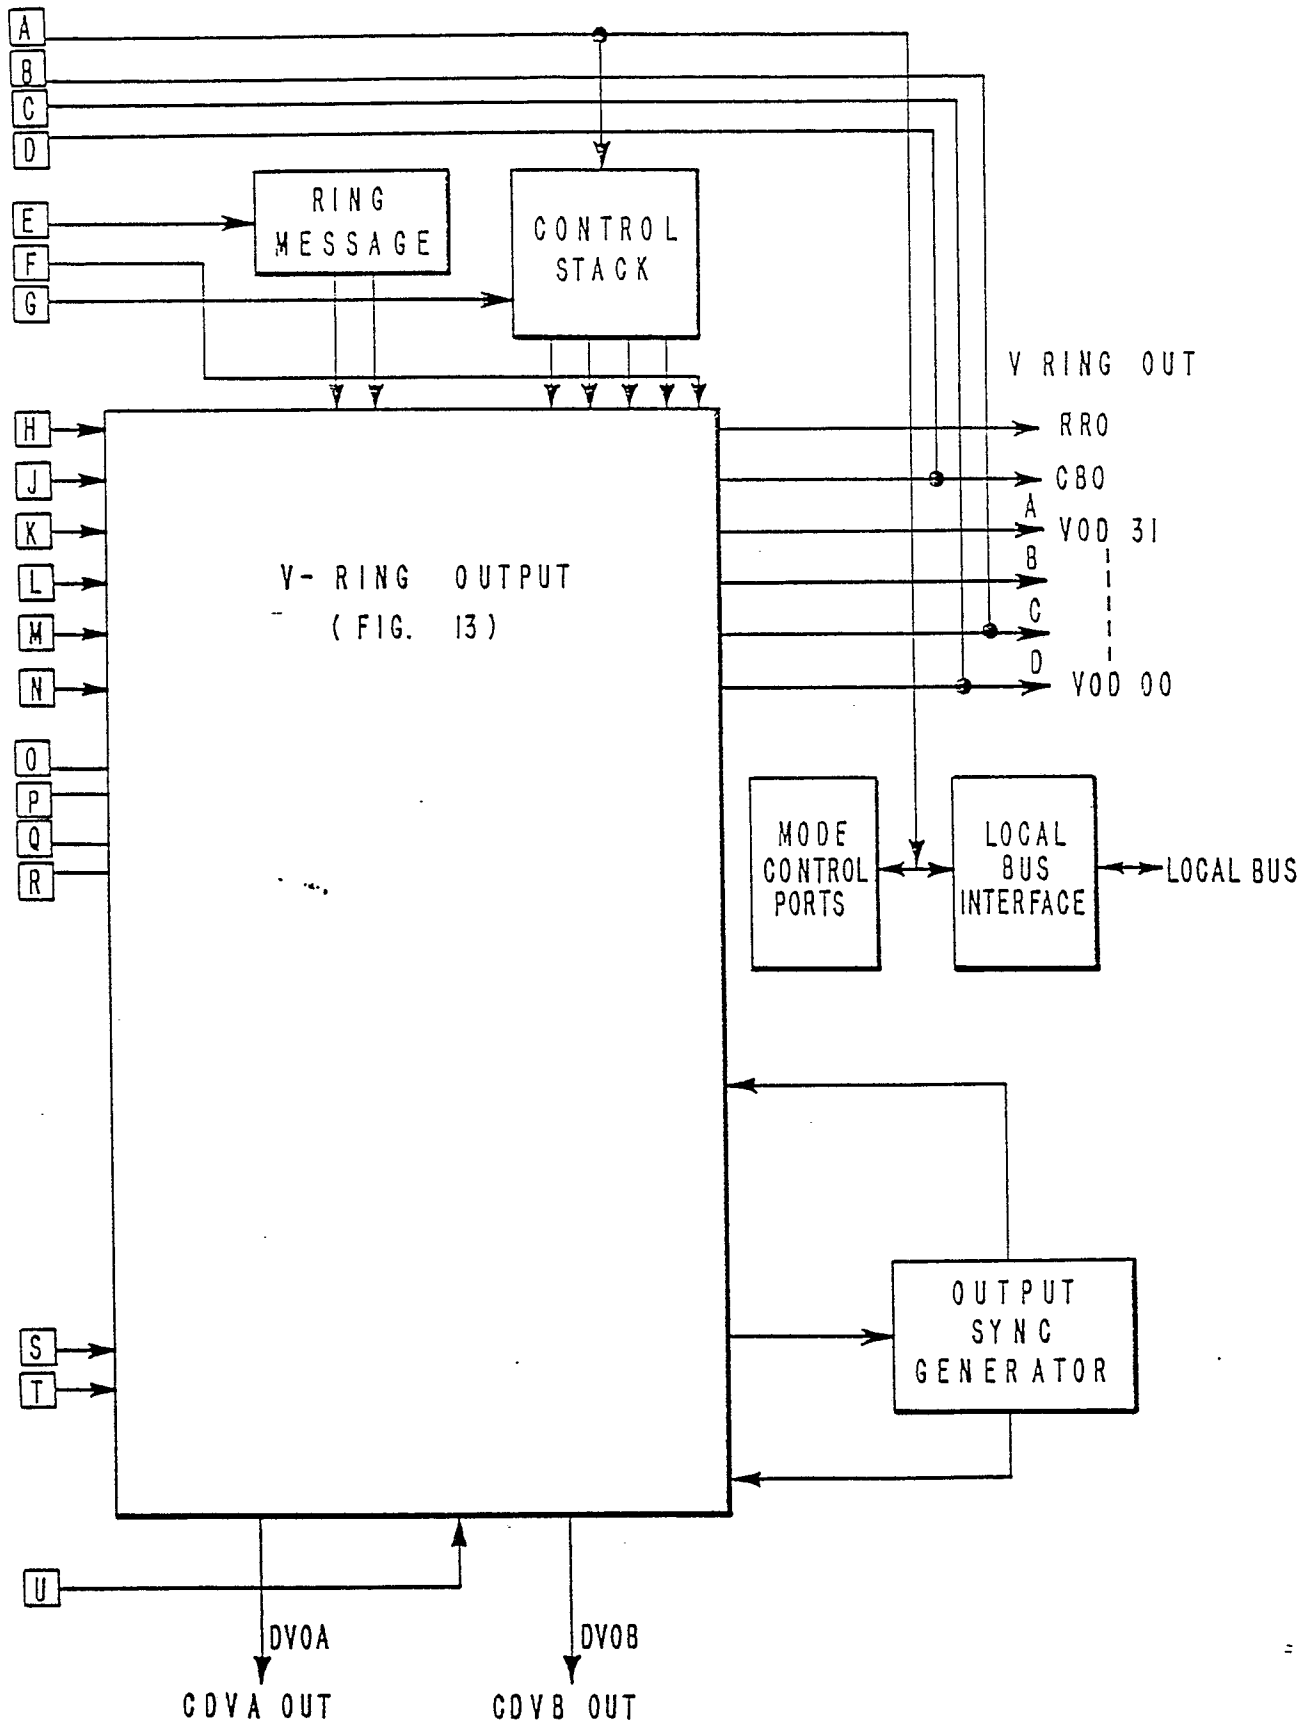 A
B
C
D
E
F
G
RING
MESSAGE
CONTROL
STACK
V RING OUT
H
J
K
L
M
N
O
P
Q
R
V-RING OUTPUT
(FIG. 13)
RRO
CBO
A
VOD 31
B
C
D
VOD 00
MODE
CONTROL
PORTS
LOCAL
BUS
INTERFACE
LOCAL BUS
S
T
OUTPUT
SYNC
GENERATOR
U
DVOA
DVOB
CDVA OUT
CDVB OUT